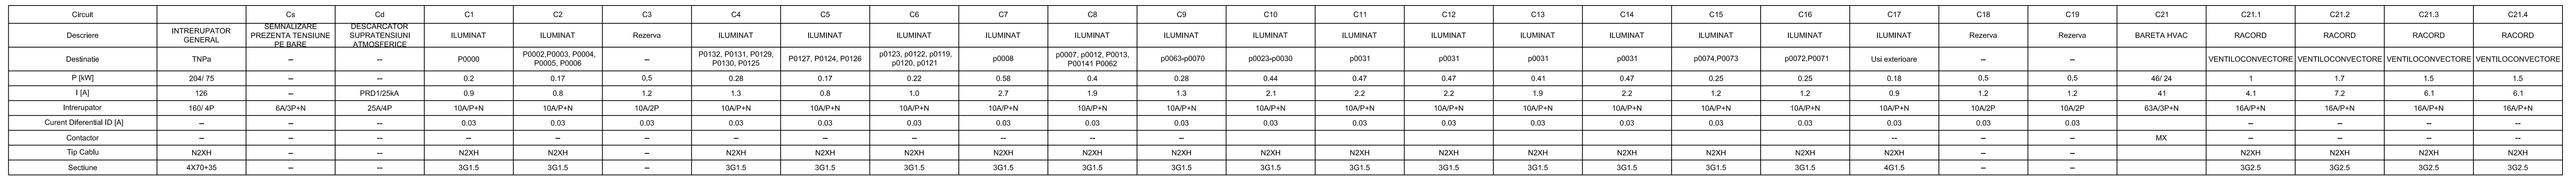 Circuit Cs Cd C1 C2 C3 C4 C5 C6 C7 C8 C9 C10 C11 C12 C13 C14 C15 C16 C17 C18 C19 C21 C21.1 C21.2 C21.3 C21.4
Descriere INTRERUPATOR GENERAL SEMNALIZARE PREZENTA TENSIUNE PE BARE DESCARCATOR SUPRATENSIUNI ATMOSFERICE ILUMINAT ILUMINAT Rezerva ILUMINAT ILUMINAT ILUMINAT ILUMINAT ILUMINAT ILUMINAT ILUMINAT ILUMINAT ILUMINAT ILUMINAT ILUMINAT ILUMINAT ILUMINAT ILUMINAT Rezerva Rezerva BARETA HVAC RACORD RACORD RACORD RACORD
Destinatie TNPa -- -- P0000 P0002,P0003, P0004, P0005, P0006 -- P0132, P0131, P0129, P0130, P0125 P0127, P0124, P0126 p0123, p0122, p0119, p0120, p0121 p0008 p0007, p0012, P0013, P00141 P0062 p0063-p0070 p0023-p0030 p0031 p0031 p0031 p0031 p0074,P0073 p0072,P0071 Usi exterioare -- -- VENTILOCONVECTORE VENTILOCONVECTORE VENTILOCONVECTORE VENTILOCONVECTORE
P [kW] 204/ 75 -- -- 0.2 0.17 0,5 0.28 0.17 0.22 0.58 0.4 0.28 0.44 0.47 0.47 0.41 0.47 0.25 0.25 0.18 0,5 0,5 46/ 24 1 1.7 1.5 1.5
I [A] 126 -- PRD1/25kA 0.9 0.8 1.2 1.3 0.8 1.0 2.7 1.9 1.3 2.1 2.2 2.2 1.9 2.2 1.2 1.2 0.9 1.2 1.2 41 4.1 7.2 6.1 6.1
Intrerupator 160/ 4P 6A/3P+N 25A/4P 10A/P+N 10A/P+N 10A/2P 10A/P+N 10A/P+N 10A/P+N 10A/P+N 10A/P+N 10A/P+N 10A/P+N 10A/P+N 10A/P+N 10A/P+N 10A/P+N 10A/P+N 10A/P+N 10A/P+N 10A/2P 10A/2P 63A/3P+N 16A/P+N 16A/P+N 16A/P+N 16A/P+N
Curent Diferential ID [A] -- -- -- 0.03 0.03 0.03 0.03 0.03 0.03 0.03 0.03 0.03 0.03 0.03 0.03 0.03 0.03 0.03 0.03 0.03 0.03 0.03 -- -- -- --
Contactor -- -- -- -- -- -- -- -- -- -- -- -- -- -- -- MX -- -- -- --
Tip Cablu N2XH -- -- N2XH N2XH -- N2XH N2XH N2XH N2XH N2XH N2XH N2XH N2XH N2XH N2XH N2XH N2XH N2XH N2XH -- -- N2XH N2XH N2XH N2XH
Sectiune 4X70+35 -- -- 3G1.5 3G1.5 -- 3G1.5 3G1.5 3G1.5 3G1.5 3G1.5 3G1.5 3G1.5 3G1.5 3G1.5 3G1.5 3G1.5 3G1.5 3G1.5 4G1.5 -- -- 3G2.5 3G2.5 3G2.5 3G2.5